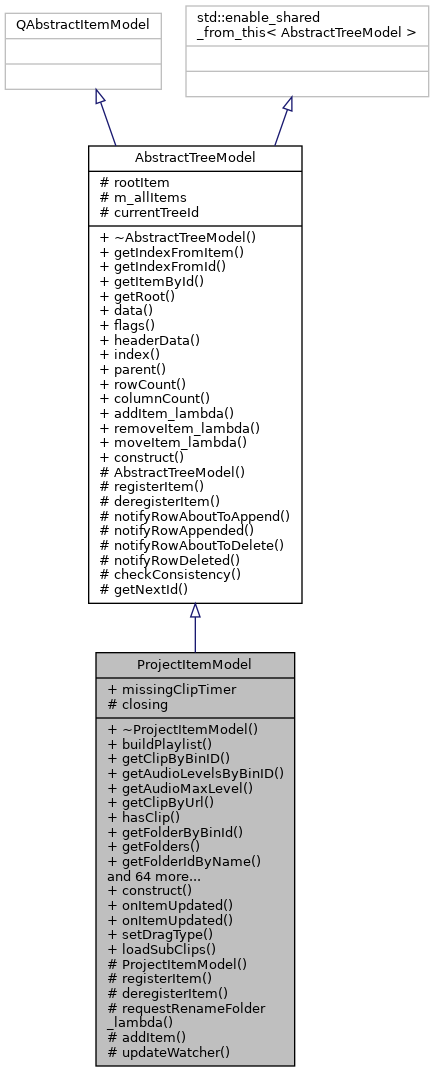 QAbstractItemModel
std::enable_shared
_from_this< AbstractTreeModel >
AbstractTreeModel
# rootItem
# m_allItems
# currentTreeId
+ ~AbstractTreeModel()
+ getIndexFromItem()
+ getIndexFromId()
+ getItemById()
+ getRoot()
+ data()
+ flags()
+ headerData()
+ index()
+ parent()
+ rowCount()
+ columnCount()
+ addItem_lambda()
+ removeItem_lambda()
+ moveItem_lambda()
+ construct()
# AbstractTreeModel()
# registerItem()
# deregisterItem()
# notifyRowAboutToAppend()
# notifyRowAppended()
# notifyRowAboutToDelete()
# notifyRowDeleted()
# checkConsistency()
# getNextId()
ProjectItemModel
+ missingClipTimer
# closing
+ ~ProjectItemModel()
+ buildPlaylist()
+ getClipByBinID()
+ getAudioLevelsByBinID()
+ getAudioMaxLevel()
+ getClipByUrl()
+ hasClip()
+ getFolderByBinId()
+ getFolders()
+ getFolderIdByName()
and 64 more...
+ construct()
+ onItemUpdated()
+ onItemUpdated()
+ setDragType()
+ loadSubClips()
# ProjectItemModel()
# registerItem()
# deregisterItem()
# requestRenameFolder
_lambda()
# addItem()
# updateWatcher()